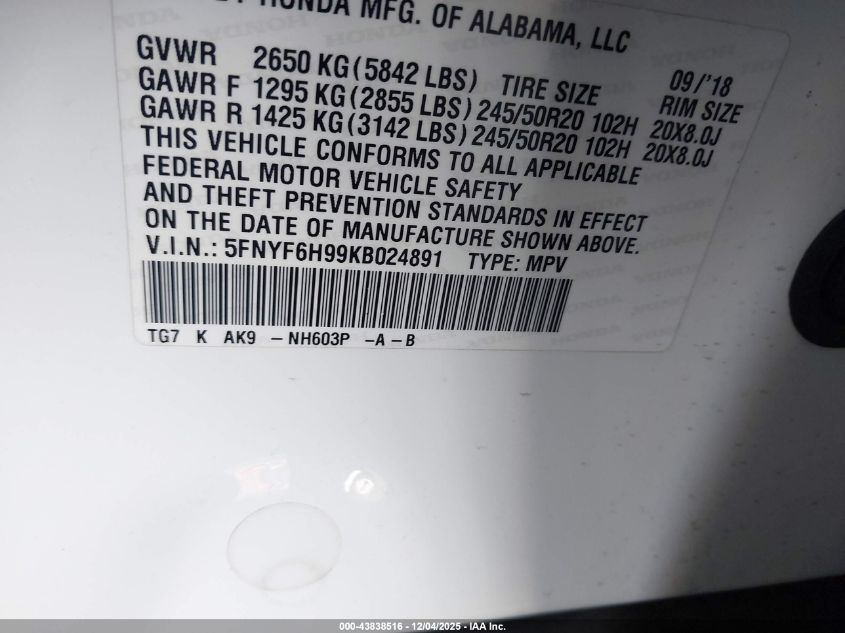 HONDA MFG. OF ALABAMA, LLC
09/'18
GVWR 2650 KG (5842 LBS) TIRE SIZE RIM SIZE
GAWR F 1295 KG (2855 LBS) 245/50R20 102H 20X8.0J
GAWR R 1425 KG (3142 LBS) 245/50R20 102H 20X8.0J
THIS VEHICLE CONFORMS TO ALL APPLICABLE
FEDERAL MOTOR VEHICLE SAFETY
AND THEFT PREVENTION STANDARDS IN EFFECT
ON THE DATE OF MANUFACTURE SHOWN ABOVE.
V.I.N.: 5FNYF6H99KB024891 TYPE: MPV
TG7 K AK9 - NH603P - A - B
000-43838516 - 12/04/2025 - IAA Inc.